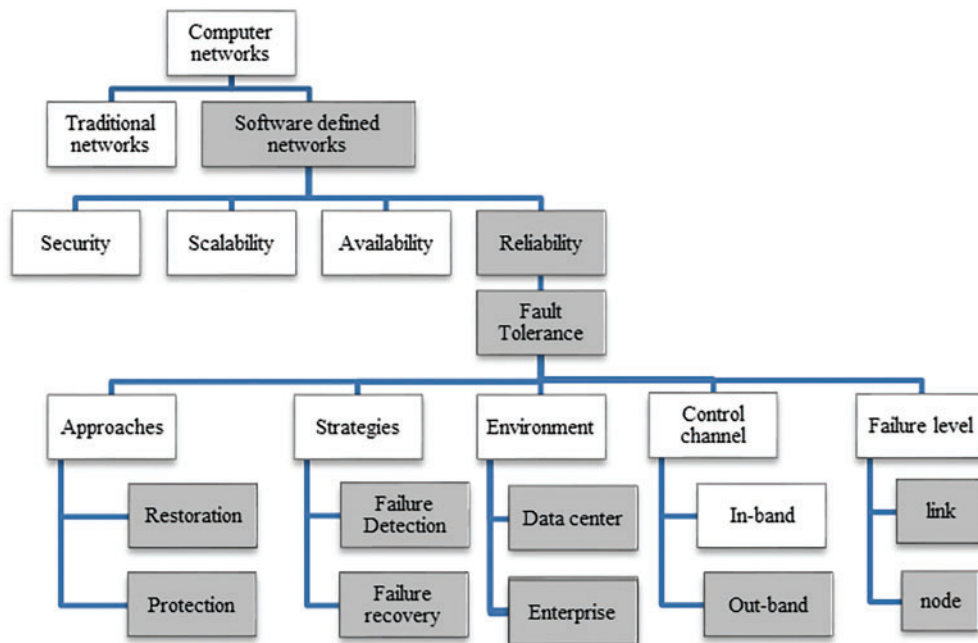 Computer
networks
Traditional
networks
Software defined
networks
Security
Scalability
Availability
Reliability
Fault
Tolerance
Approaches
Strategies
Environment
Control
channel
Failure level
Restoration
Failure
Detection
Data center
In-band
link
Protection
Failure
recovery
Enterprise
Out-band
node